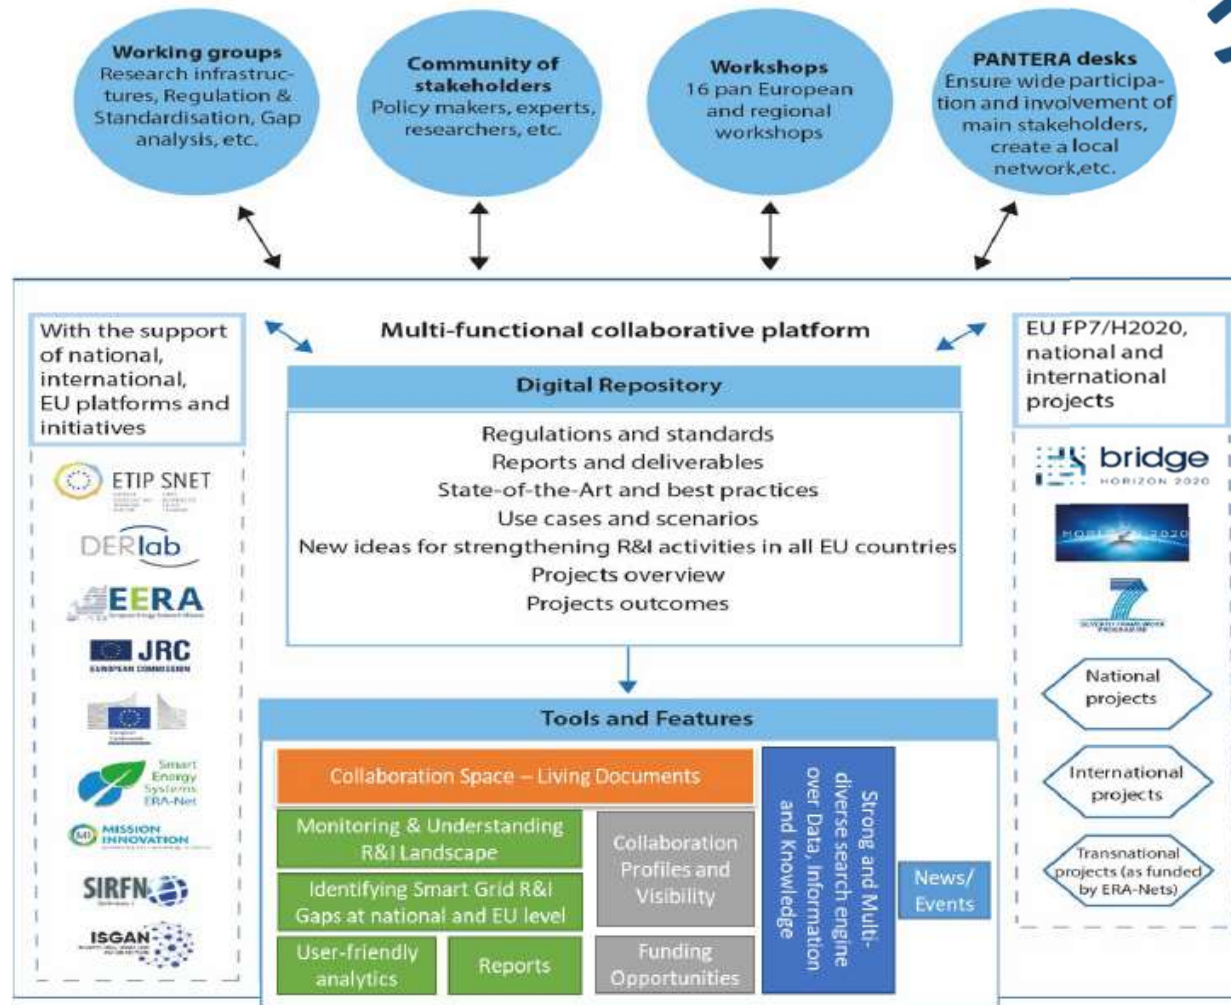 Working groups
Research infrastruc-
tures, Regulation &
Standardisation, Gap
analysis, etc.
Community of
stakeholders
Policy makers, experts,
researchers, etc.
Workshops
16 pan European
and regional
workshops
PANTERA desks
Ensure wide participa-
tion and involvement of
main stakeholders,
create a local
network,etc.
With the support
of national,
international,
EU platforms and
initiatives
ETIP SNET
DERlab
EERA
JRC
EUROPEAN COMMISSION
Smart
Energy
Systems
ERA-Net
MI MISSION
INNOVATION
SIRFN
ISGAN
Multi-functional collaborative platform
Digital Repository
Regulations and standards
Reports and deliverables
State-of-the-Art and best practices
Use cases and scenarios
New ideas for strengthening R&I activities in all EU countries
Projects overview
Projects outcomes
Tools and Features
Collaboration Space – Living Documents
Monitoring & Understanding
R&I Landscape
Identifying Smart Grid R&I
Gaps at national and EU level
User-friendly
analytics
Reports
Collaboration
Profiles and
Visibility
Funding
Opportunities
Strong and Multi-
diverse search engine
over Data, Information
and Knowledge
News/
Events
EU FP7/H2020,
national and
international
projects
bridge
HORIZON 2020
HORIZON 2020
7
SEVENTH FRAMEWORK
PROGRAMME
National
projects
International
projects
Transnational
projects (as funded
by ERA-Nets)